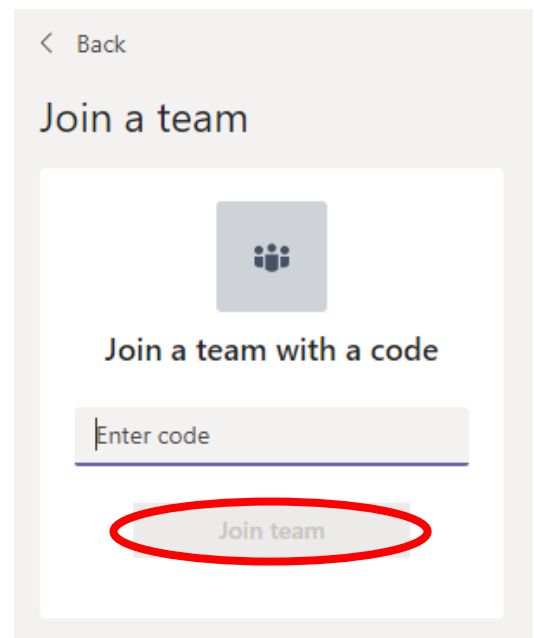 Back
Join a team
Join a team with a code
Enter code
Join team